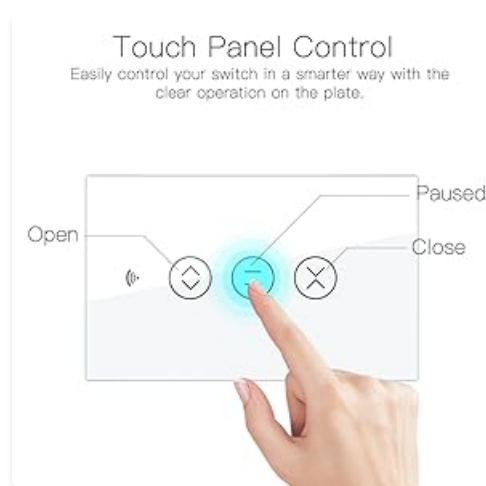 Touch Panel Control
Easily control your switch in a smarter way with the
clear operation on the plate.
Paused
Open
Close